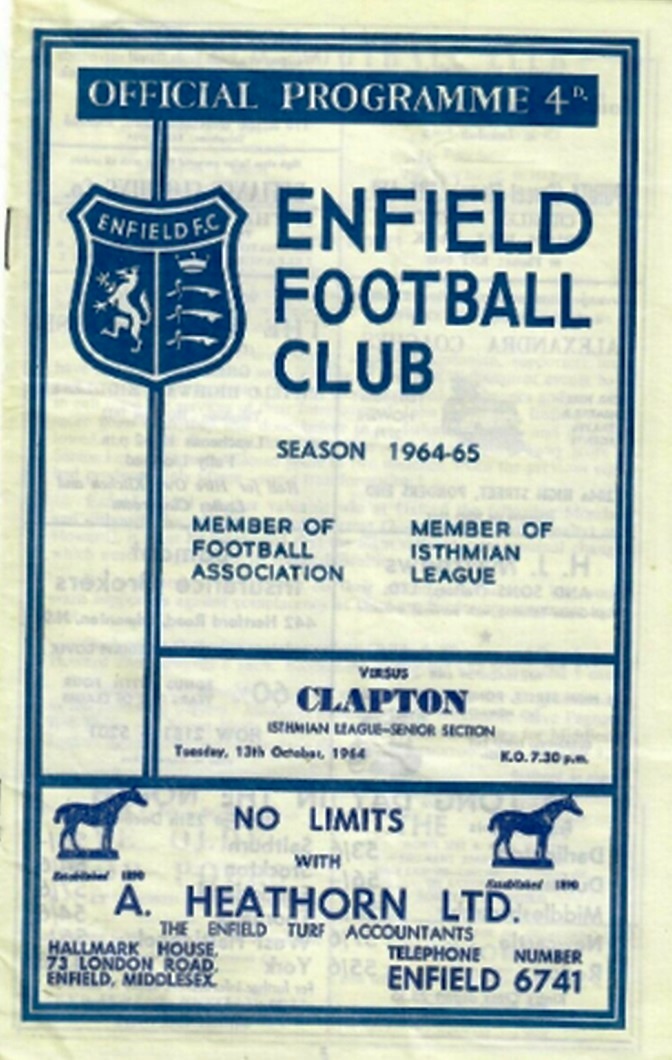 OFFICIAL PROGRAMME 4D.
ENFIELD F.C
ENFIELD
FOOTBALL
CLUB
SEASON 1964-65
MEMBER OF
FOOTBALL
ASSOCIATION
MEMBER OF
ISTHMIAN
LEAGUE
VERSUS
CLAPTON
ISTHMIAN LEAGUE-SENIOR SECTION
Tuesday, 13th October, 1964
K.O. 7.30 p.m.
Established 1890
Established 1890
NO LIMITS
WITH
A. HEATHORN LTD.
THE ENFIELD TURF ACCOUNTANTS
HALLMARK HOUSE,
73 LONDON ROAD,
ENFIELD, MIDDLESEX.
TELEPHONE NUMBER
ENFIELD 6741